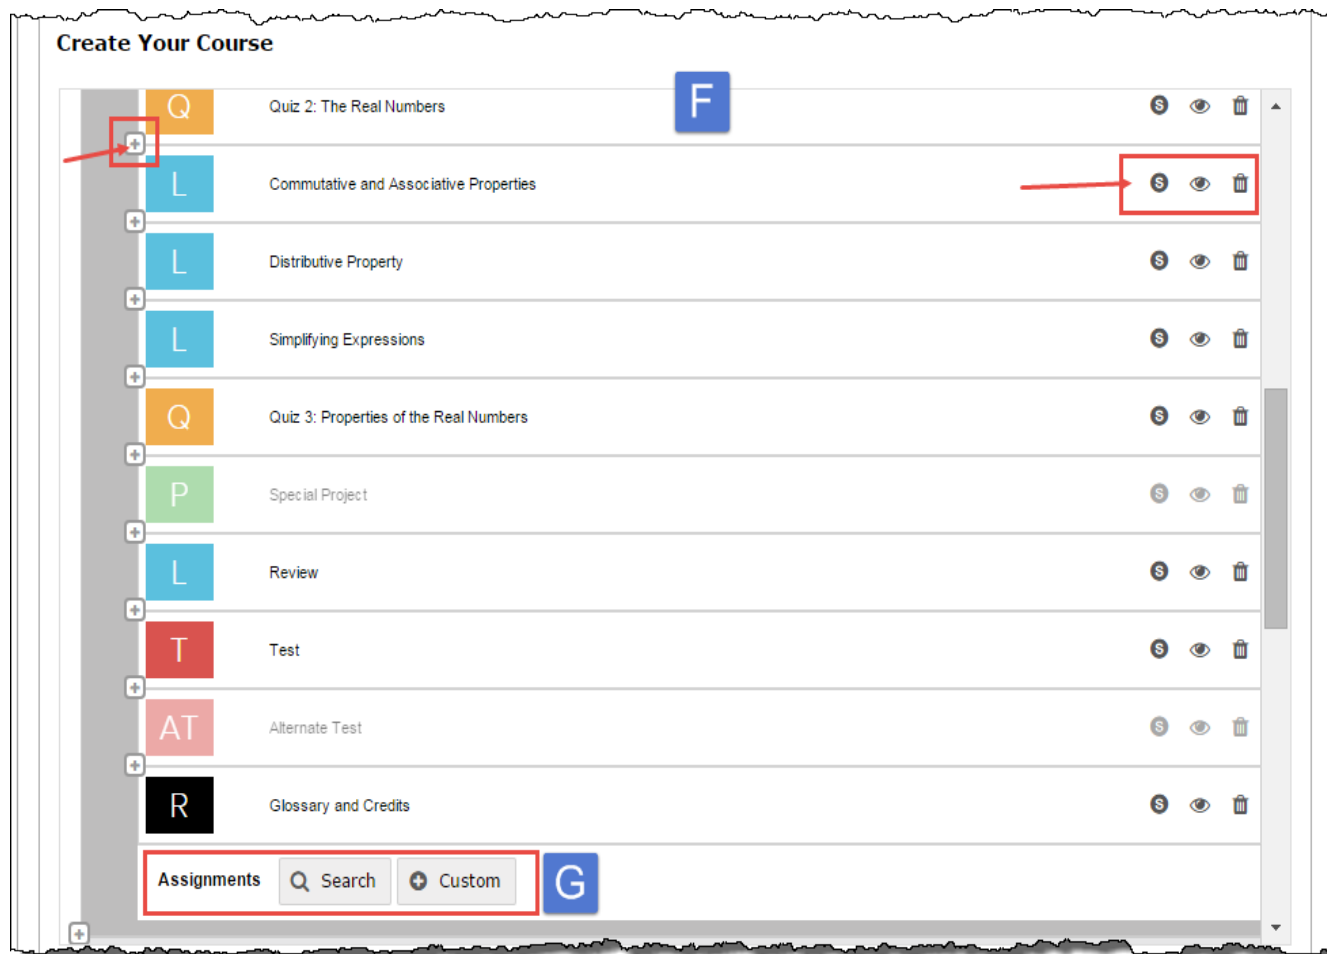 Create Your Course
Q Quiz 2: The Real Numbers F S
L Commutative and Associative Properties S
L Distributive Property S
L Simplifying Expressions S
Q Quiz 3: Properties of the Real Numbers S
P Special Project S
L Review S
T Test S
AT Alternate Test S
R Glossary and Credits S
Assignments Search Custom G